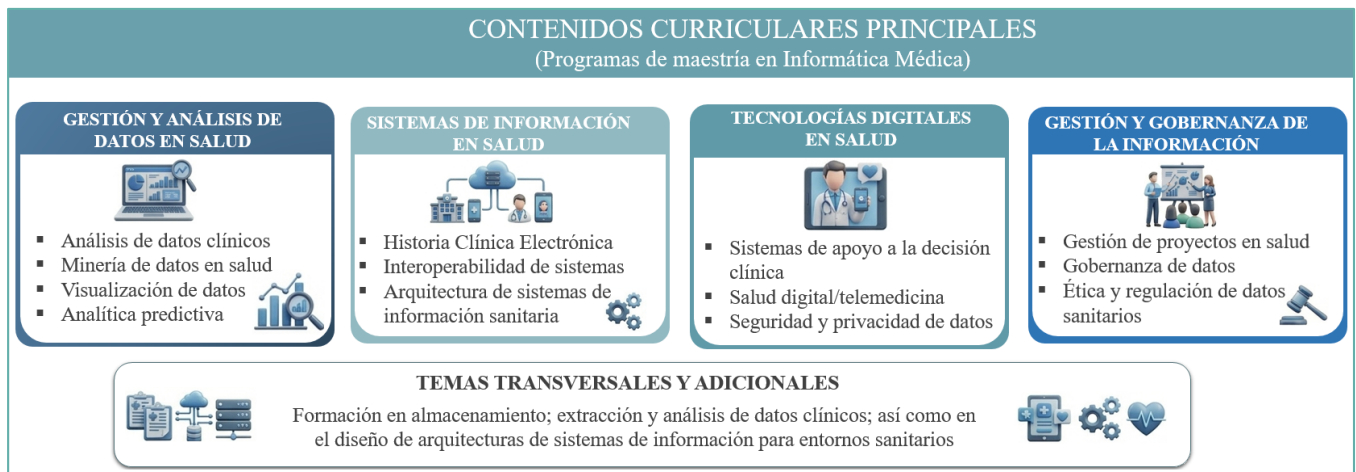 CONTENIDOS CURRICULARES PRINCIPALES
(Programas de maestría en Informática Médica)
GESTIÓN Y ANÁLISIS DE
DATOS EN SALUD
▪ Análisis de datos clínicos
▪ Minería de datos en salud
▪ Visualización de datos
▪ Analítica predictiva
SISTEMAS DE INFORMACIÓN
EN SALUD
▪ Historia Clínica Electrónica
▪ Interoperabilidad de sistemas
▪ Arquitectura de sistemas de
información sanitaria
TECNOLOGÍAS DIGITALES
EN SALUD
▪ Sistemas de apoyo a la decisión
clínica
▪ Salud digital/telemedicina
▪ Seguridad y privacidad de datos
GESTIÓN Y GOBERNANZA DE
LA INFORMACIÓN
▪ Gestión de proyectos en salud
▪ Gobernanza de datos
▪ Ética y regulación de datos
sanitarios
TEMAS TRANSVERSALES Y ADICIONALES
Formación en almacenamiento; extracción y análisis de datos clínicos; así como en
el diseño de arquitecturas de sistemas de información para entornos sanitarios